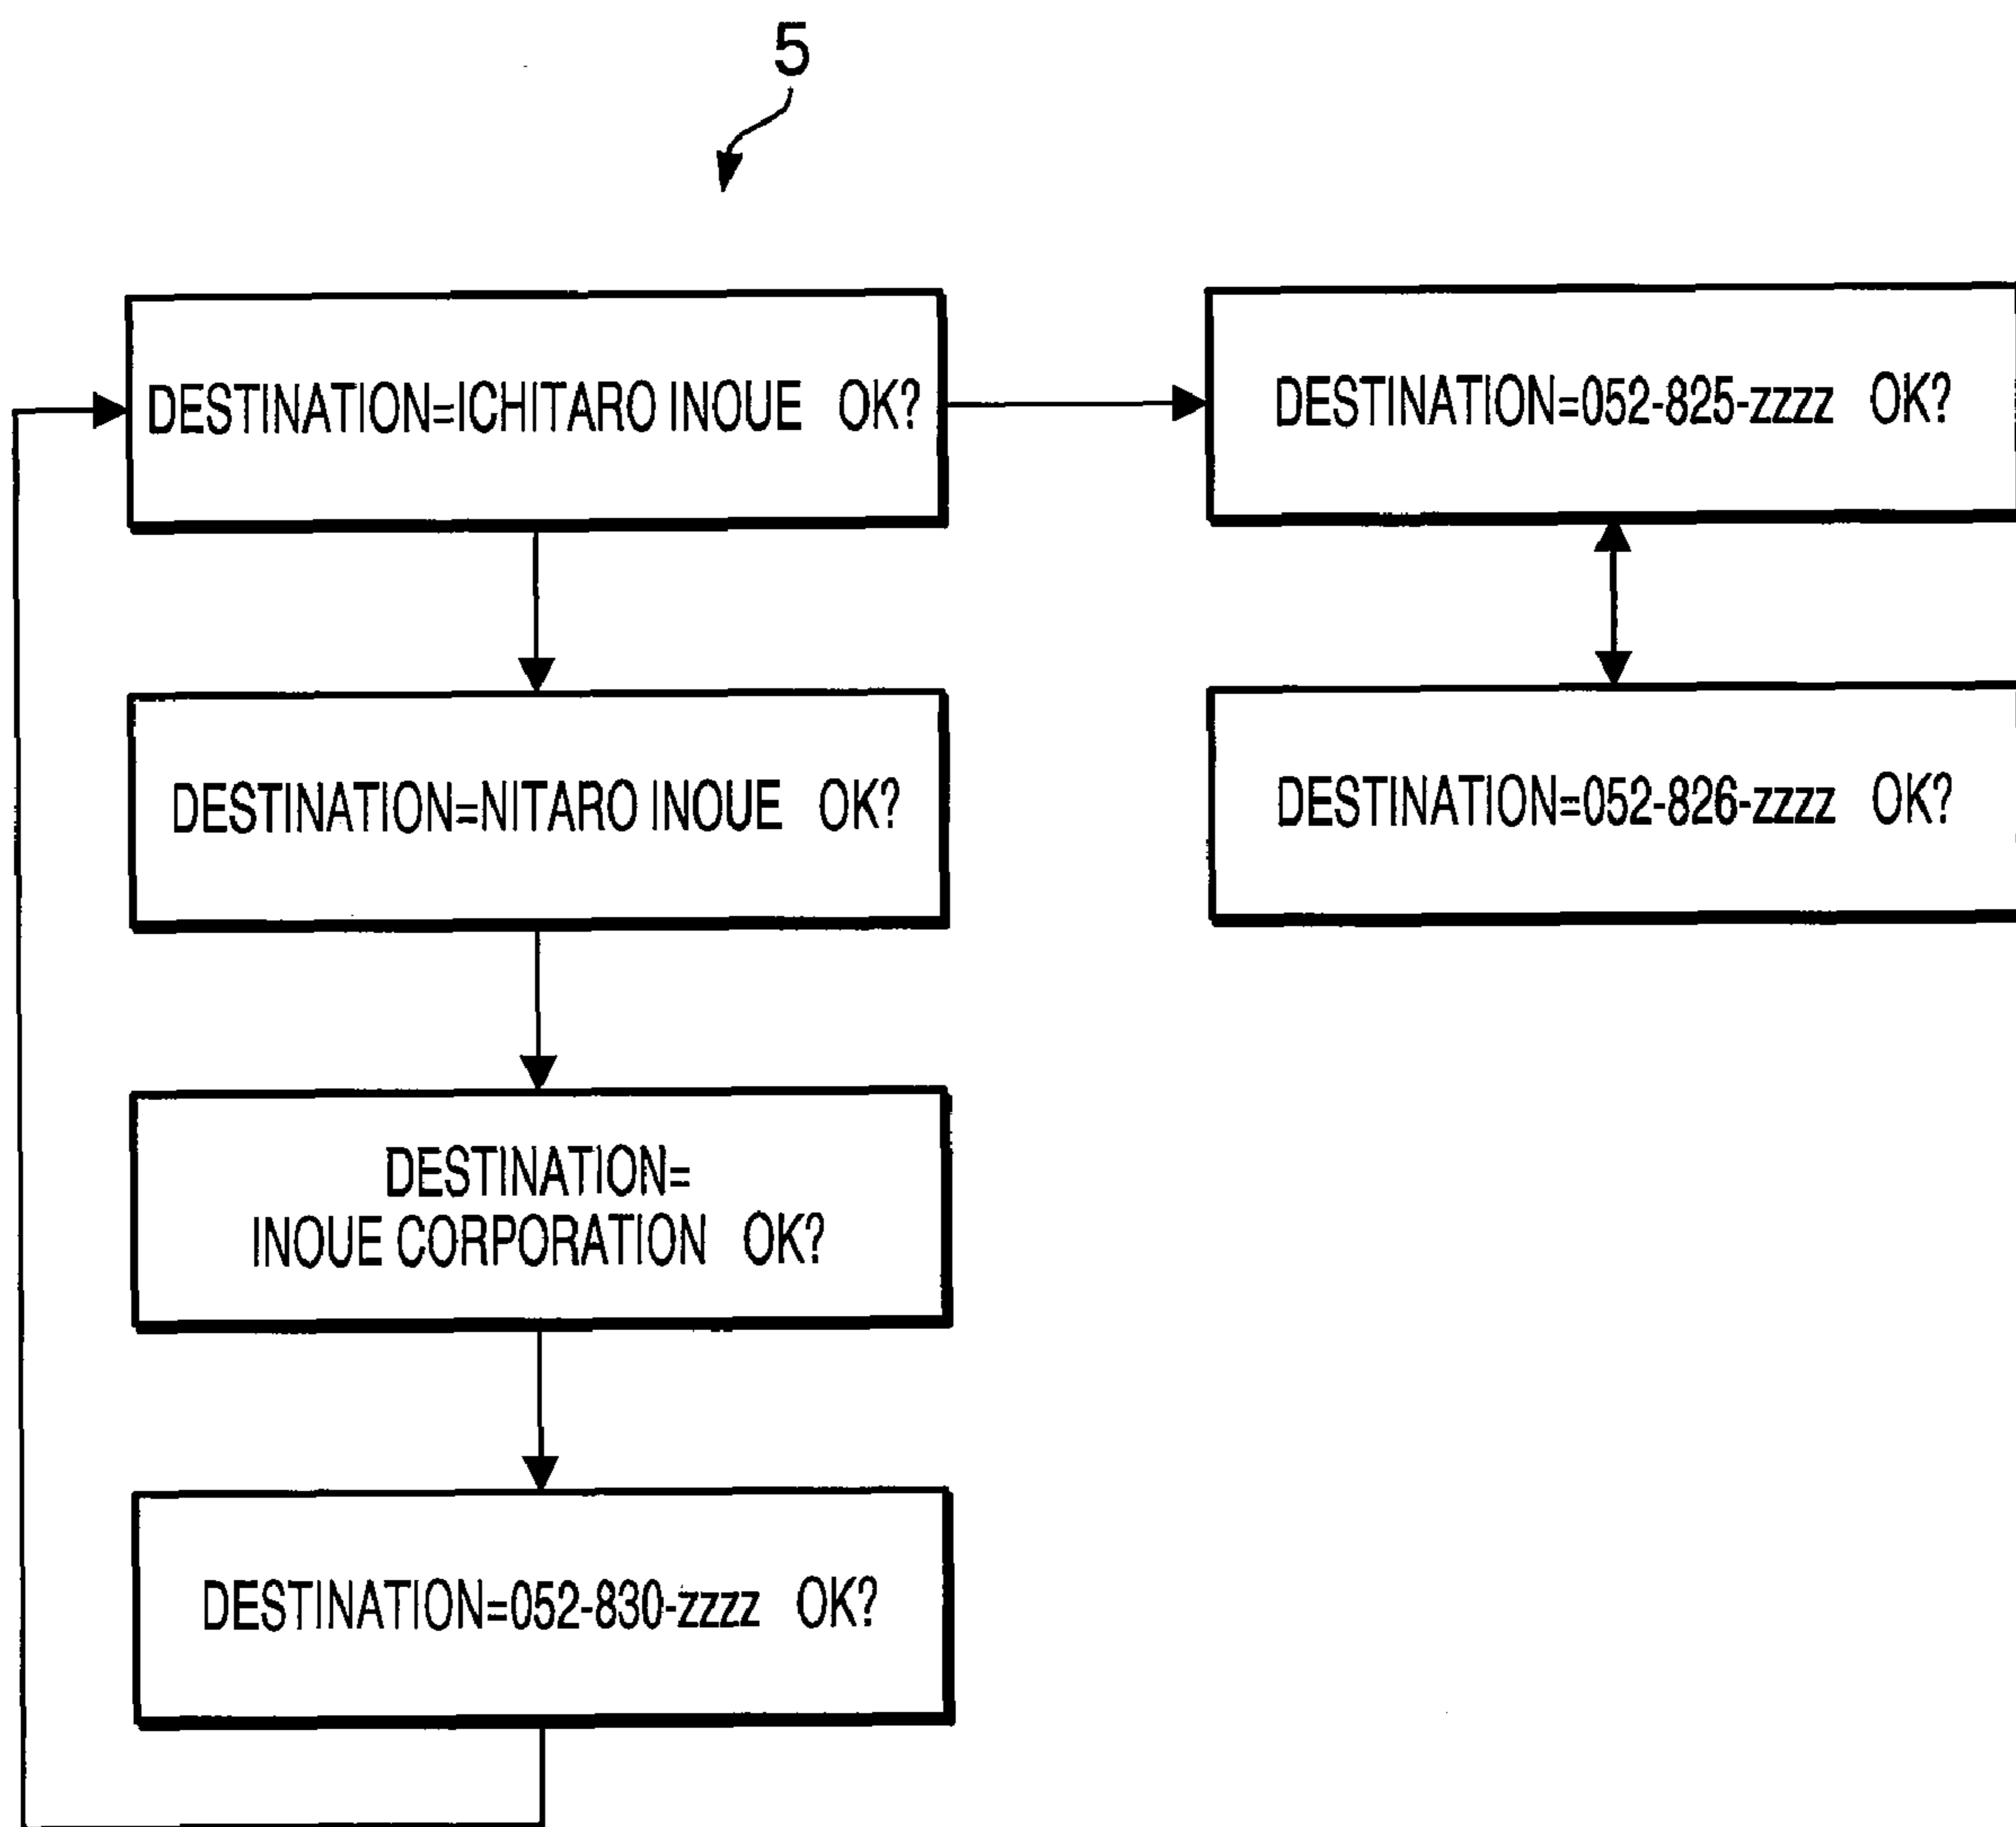 5
DESTINATION=ICHITARO INOUE OK?
DESTINATION=052-825-zzzz OK?
DESTINATION=NITARO INOUE OK?
DESTINATION=052-826-zzzz OK?
DESTINATION=
INOUE CORPORATION OK?
DESTINATION=052-830-zzzz OK?